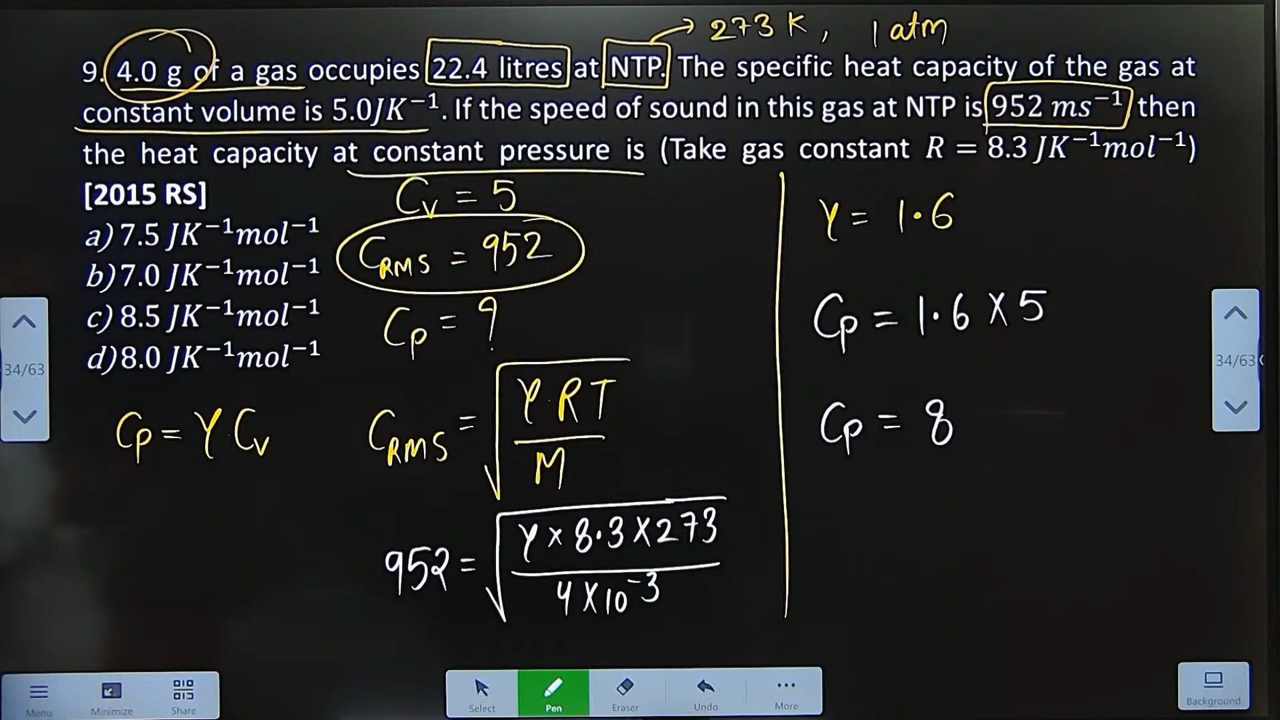 273 K, 1 atm
9. 4.0 g of a gas occupies 22.4 litres at NTP. The specific heat capacity of the gas at
constant volume is 5.0JK⁻¹. If the speed of sound in this gas at NTP is 952 ms⁻¹ then
the heat capacity at constant pressure is (Take gas constant R = 8.3 JK⁻¹mol⁻¹)
[2015 RS]
a) 7.5 JK⁻¹mol⁻¹
b) 7.0 JK⁻¹mol⁻¹
c) 8.5 JK⁻¹mol⁻¹
d) 8.0 JK⁻¹mol⁻¹
Cp = γ Cv
Cv = 5
CRMS = 952
Cp = ?
CRMS = √(γRT/M)
952 = √(γ × 8.3 × 273 / 4 × 10⁻³)
γ = 1.6
Cp = 1.6 × 5
Cp = 8
34/63
34/63
Menu
Minimize
Share
Select
Pen
Eraser
Undo
More
Background